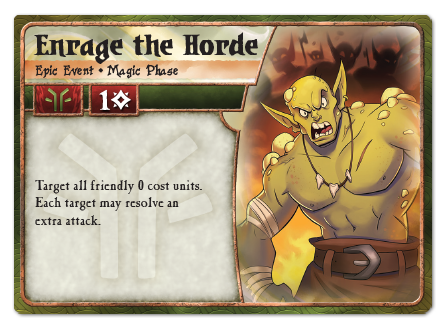 Enrage the Horde
Epic Event • Magic Phase
1
Target all friendly 0 cost units.
Each target may resolve an
extra attack.